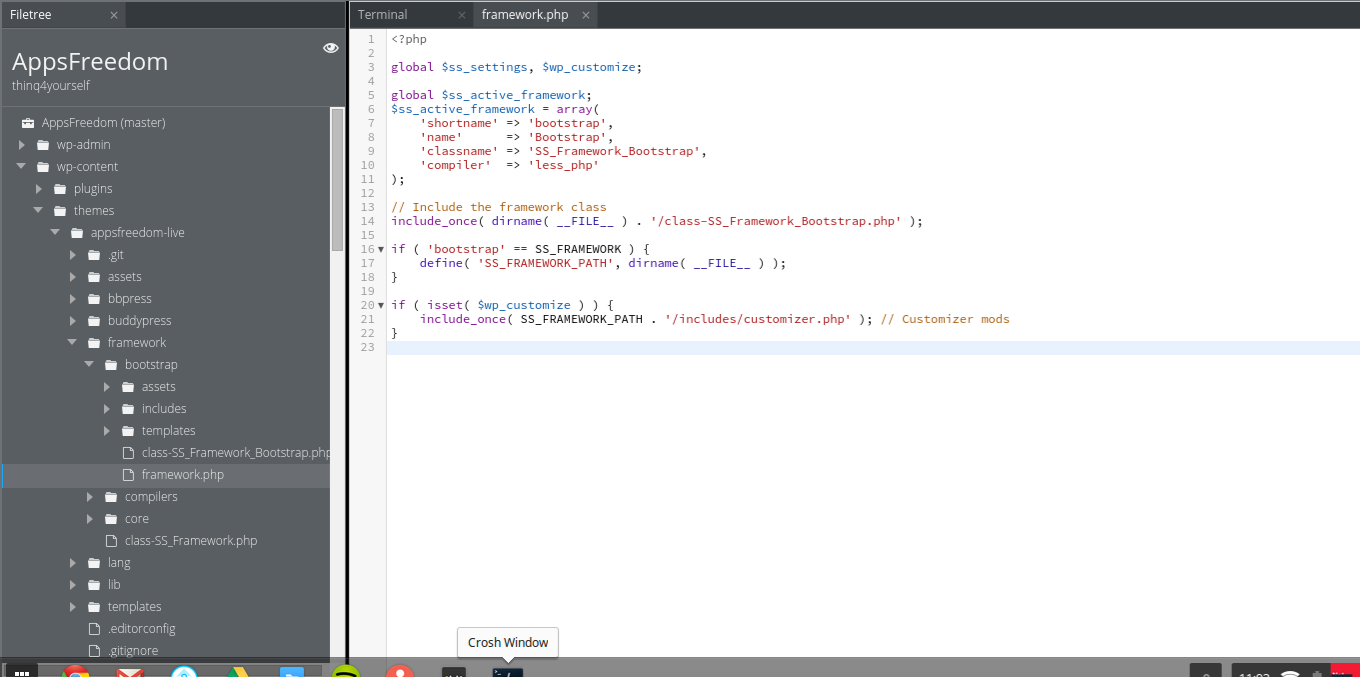 Filetree ×
AppsFreedom
thinq4yourself
AppsFreedom (master)
wp-admin
wp-content
plugins
themes
appsfreedom-live
.git
assets
bbpress
buddypress
framework
bootstrap
assets
includes
templates
class-SS_Framework_Bootstrap.php
framework.php
compilers
core
class-SS_Framework.php
lang
lib
templates
.editorconfig
.gitignore
Terminal × framework.php ×
1 <?php
2
3 global $ss_settings, $wp_customize;
4
5 global $ss_active_framework;
6 $ss_active_framework = array(
7     'shortname' => 'bootstrap',
8     'name'      => 'Bootstrap',
9     'classname' => 'SS_Framework_Bootstrap',
10     'compiler'  => 'less_php'
11 );
12
13 // Include the framework class
14 include_once( dirname( __FILE__ ) . '/class-SS_Framework_Bootstrap.php' );
15
16 if ( 'bootstrap' == SS_FRAMEWORK ) {
17     define( 'SS_FRAMEWORK_PATH', dirname( __FILE__ ) );
18 }
19
20 if ( isset( $wp_customize ) ) {
21     include_once( SS_FRAMEWORK_PATH . '/includes/customizer.php' ); // Customizer mods
22 }
23
Crosh Window